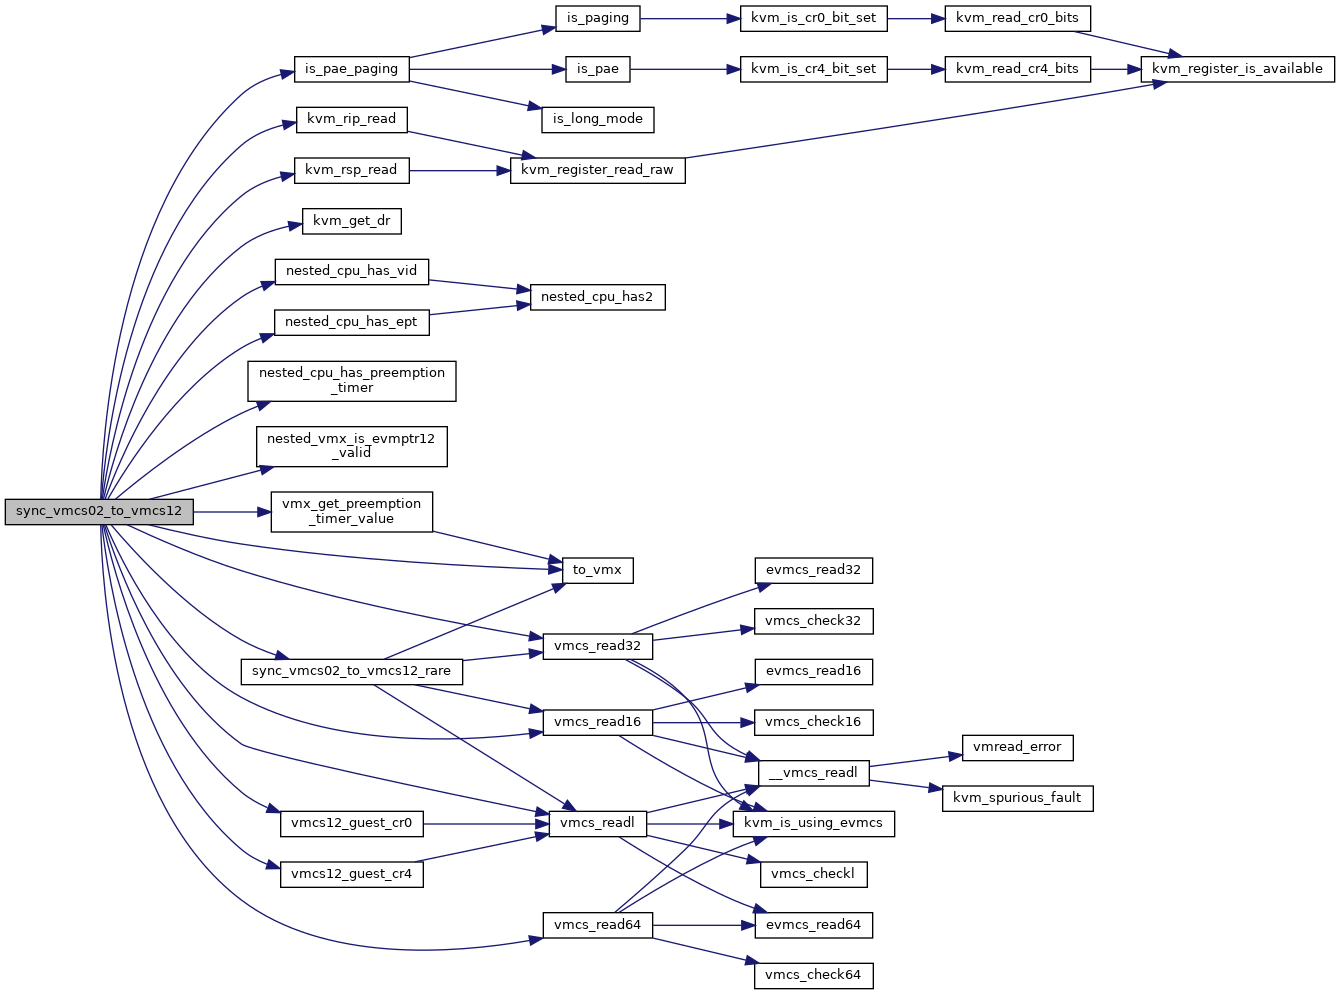 is_paging
kvm_is_cr0_bit_set
kvm_read_cr0_bits
is_pae_paging
is_pae
kvm_is_cr4_bit_set
kvm_read_cr4_bits
kvm_register_is_available
kvm_rip_read
is_long_mode
kvm_rsp_read
kvm_register_read_raw
kvm_get_dr
nested_cpu_has_vid
nested_cpu_has2
nested_cpu_has_ept
nested_cpu_has_preemption
_timer
nested_vmx_is_evmptr12
_valid
sync_vmcs02_to_vmcs12
vmx_get_preemption
_timer_value
to_vmx
evmcs_read32
vmcs_check32
vmcs_read32
sync_vmcs02_to_vmcs12_rare
evmcs_read16
vmcs_read16
vmcs_check16
vmread_error
__vmcs_readl
kvm_spurious_fault
vmcs12_guest_cr0
vmcs_readl
kvm_is_using_evmcs
vmcs12_guest_cr4
vmcs_checkl
vmcs_read64
evmcs_read64
vmcs_check64